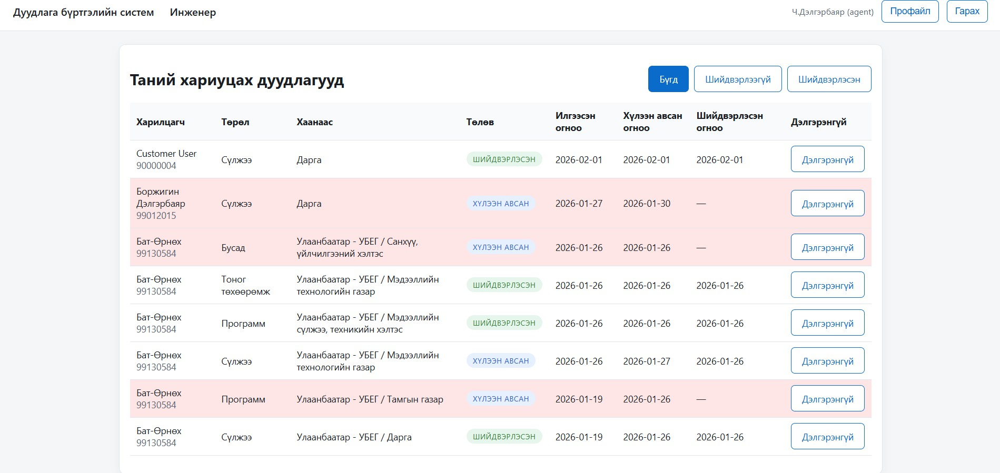 Дуудлага бүртгэлийн систем Инженер Ч.Дэлгэрбаяр (agent) Профайл Гарах
Таний хариуцах дуудлагууд Бүгд Шийдвэрлээгүй Шийдвэрлэсэн
Харилцагч Төрөл Хаанаас Төлөв Илгээсэн огноо Хүлээн авсан огноо Шийдвэрлэсэн огноо Дэлгэрэнгүй
Customer User
90000004
Сүлжээ
Дарга
ШИЙДВЭРЛЭСЭН
2026-02-01 2026-02-01 2026-02-01 Дэлгэрэнгүй
Боржигин
Дэлгэрбаяр
99012015
Сүлжээ
Дарга
ХҮЛЭЭН АВСАН
2026-01-27 2026-01-30 — Дэлгэрэнгүй
Бат-Өрнөх
99130584
Бусад
Улаанбаатар - УБЕГ / Санхүү,
үйлчилгээний хэлтэс
ХҮЛЭЭН АВСАН
2026-01-26 2026-01-26 — Дэлгэрэнгүй
Бат-Өрнөх
99130584
Тоног
төхөөрөмж
Улаанбаатар - УБЕГ / Мэдээллийн
технологийн газар
ШИЙДВЭРЛЭСЭН
2026-01-26 2026-01-26 2026-01-26 Дэлгэрэнгүй
Бат-Өрнөх
99130584
Программ
Улаанбаатар - УБЕГ / Мэдээллийн
сүлжээ, техникийн хэлтэс
ШИЙДВЭРЛЭСЭН
2026-01-26 2026-01-26 2026-01-26 Дэлгэрэнгүй
Бат-Өрнөх
99130584
Сүлжээ
Улаанбаатар - УБЕГ / Мэдээллийн
технологийн газар
ХҮЛЭЭН АВСАН
2026-01-26 2026-01-27 2026-01-26 Дэлгэрэнгүй
Бат-Өрнөх
99130584
Программ
Улаанбаатар - УБЕГ / Тамгын газар
ХҮЛЭЭН АВСАН
2026-01-19 2026-01-26 — Дэлгэрэнгүй
Бат-Өрнөх
99130584
Сүлжээ
Улаанбаатар - УБЕГ / Дарга
ШИЙДВЭРЛЭСЭН
2026-01-19 2026-01-26 2026-01-26 Дэлгэрэнгүй